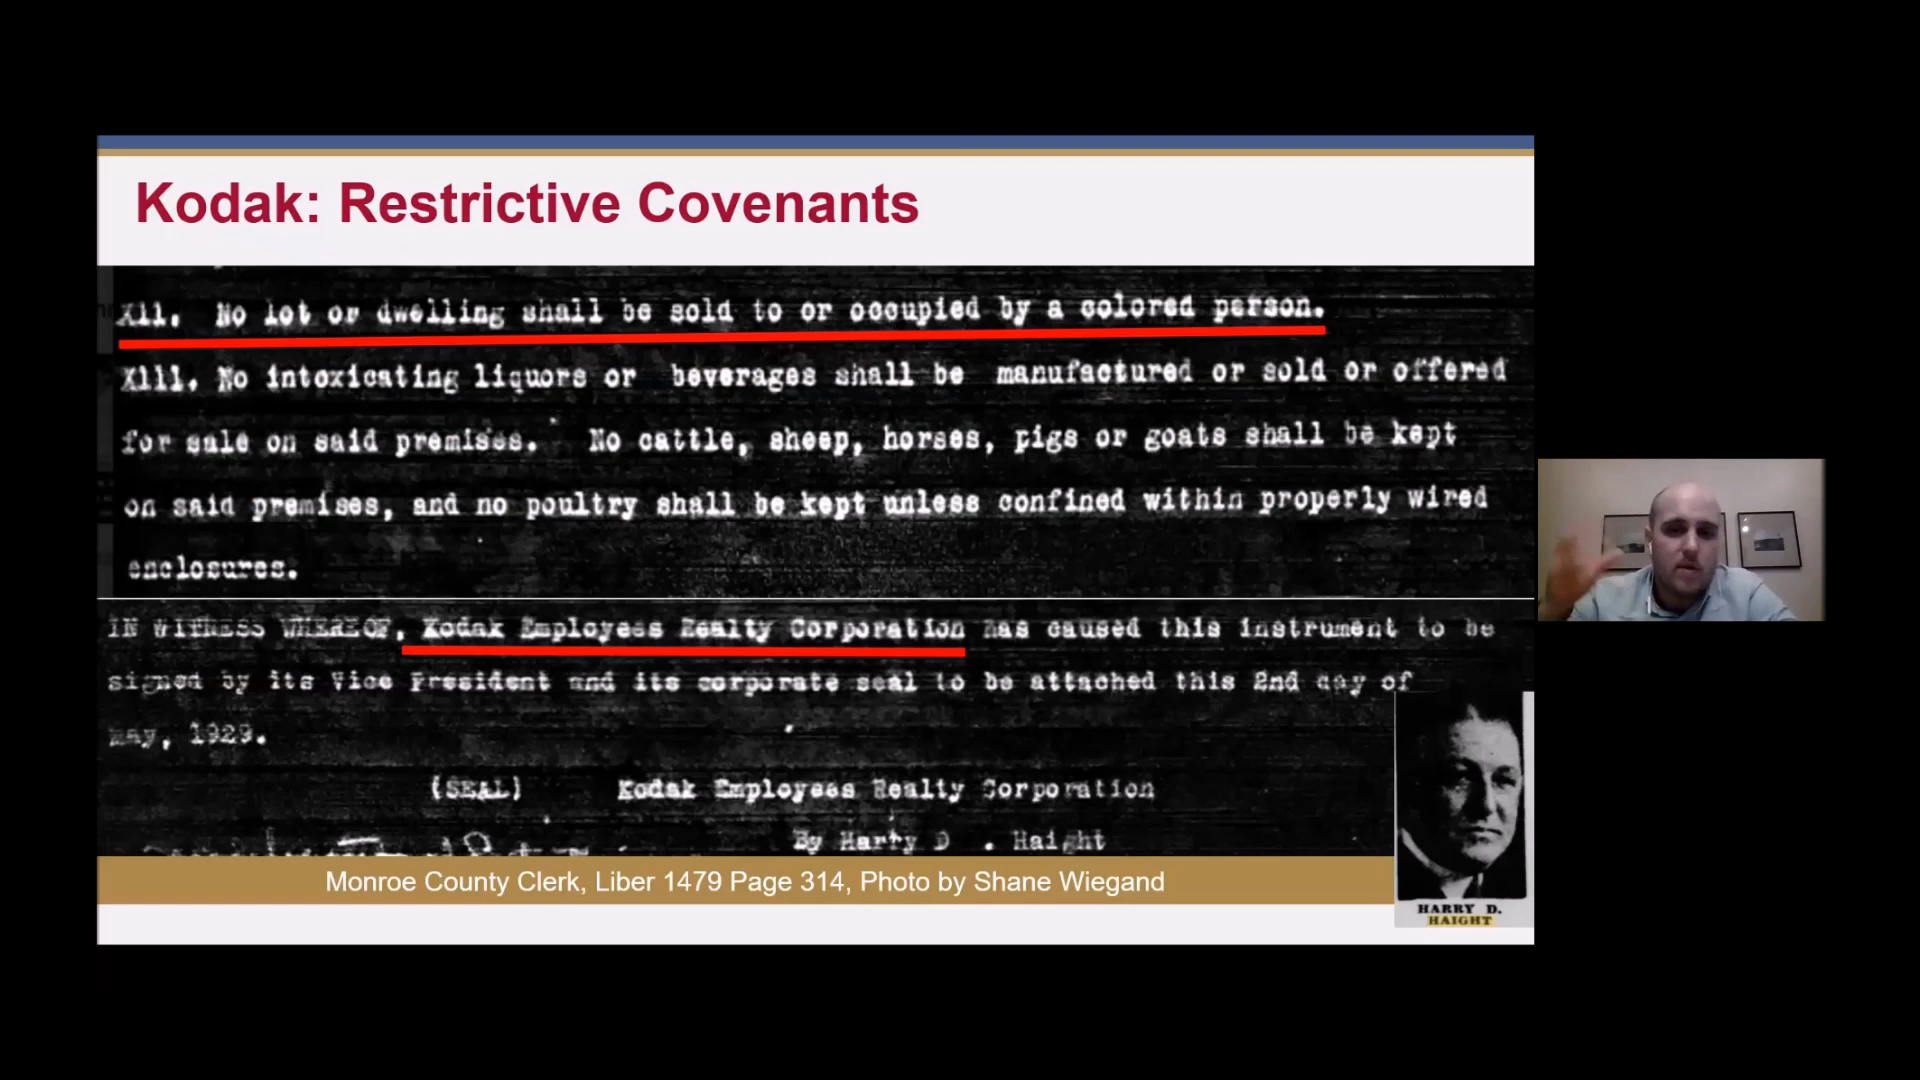 Kodak: Restrictive Covenants
XII. No lot or dwelling shall be sold to or occupied by a colored person.
XIII. No intoxicating liquors or beverages shall be manufactured or sold or offered
for sale on said premises. No cattle, sheep, horses, pigs or goats shall be kept
on said premises, and no poultry shall be kept unless confined within properly wired
enclosures.
IN WITNESS WHEREOF, Kodak Employees Realty Corporation has caused this instrument to be
signed by its Vice President and its corporate seal to be attached this 2nd day of
May, 1929.
(SEAL) Kodak Employees Realty Corporation
By Harry D. Haight
Monroe County Clerk, Liber 1479 Page 314, Photo by Shane Wiegand
HARRY D.
HAIGHT